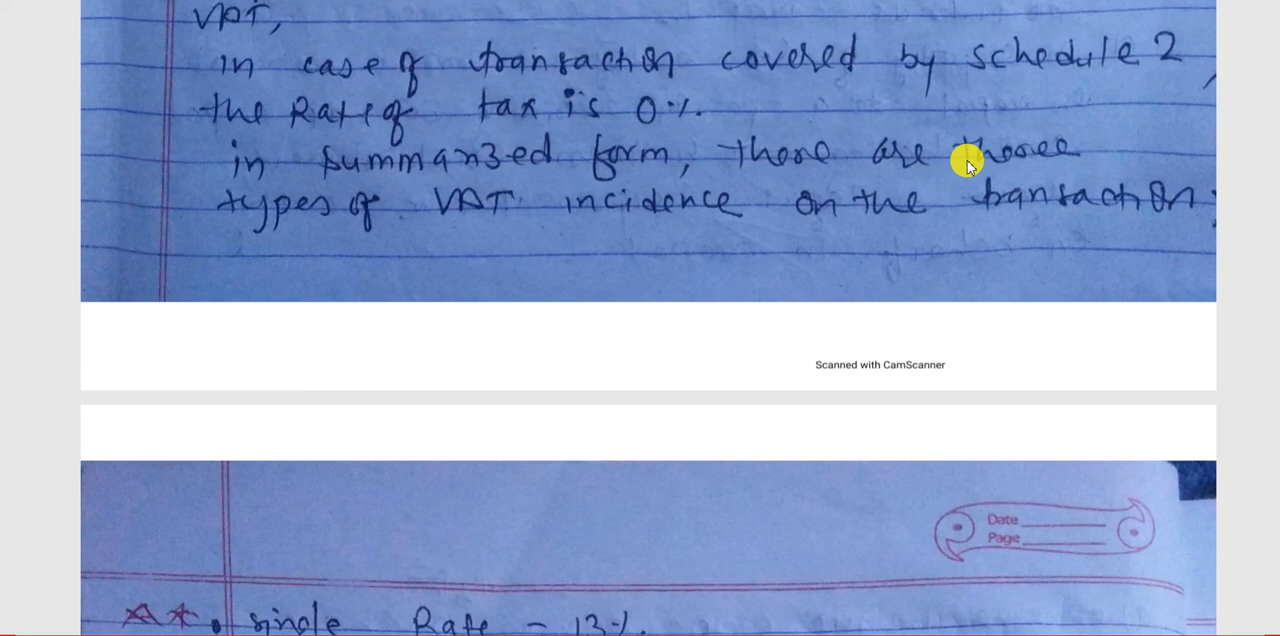 VAT,
in case of transaction covered by schedule 2,
the Rate of tax is 0%.
in summarized form, there are three
types of VAT incidence on the transaction:
Scanned with CamScanner
Date
Page
single Rate - 13%.